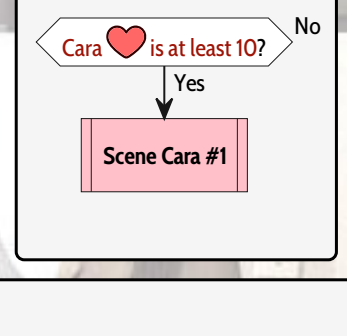 No
Cara ❤ is at least 10?
Yes
Scene Cara #1